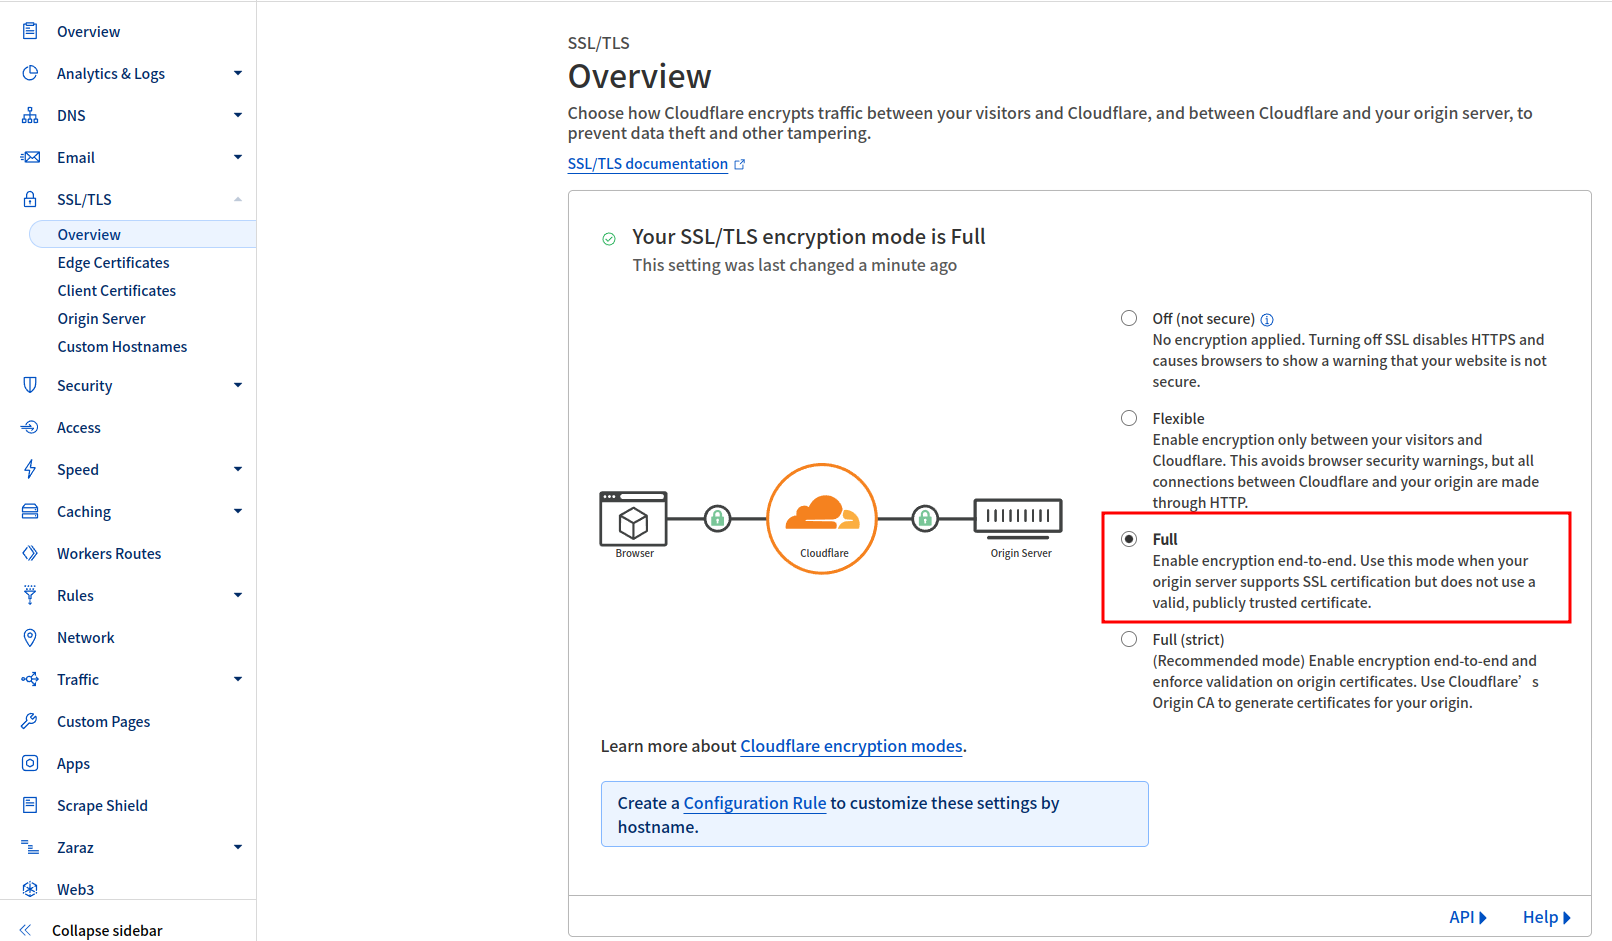 Overview
Analytics & Logs
DNS
Email
SSL/TLS
Overview
Edge Certificates
Client Certificates
Origin Server
Custom Hostnames
Security
Access
Speed
Caching
Workers Routes
Rules
Network
Traffic
Custom Pages
Apps
Scrape Shield
Zaraz
Web3
Collapse sidebar
SSL/TLS
Overview
Choose how Cloudflare encrypts traffic between your visitors and Cloudflare, and between Cloudflare and your origin server, to
prevent data theft and other tampering.
SSL/TLS documentation
Your SSL/TLS encryption mode is Full
This setting was last changed a minute ago
Browser
Cloudflare
Origin Server
Off (not secure)
No encryption applied. Turning off SSL disables HTTPS and
causes browsers to show a warning that your website is not
secure.
Flexible
Enable encryption only between your visitors and
Cloudflare. This avoids browser security warnings, but all
connections between Cloudflare and your origin are made
through HTTP.
Full
Enable encryption end-to-end. Use this mode when your
origin server supports SSL certification but does not use a
valid, publicly trusted certificate.
Full (strict)
(Recommended mode) Enable encryption end-to-end and
enforce validation on origin certificates. Use Cloudflare’s
Origin CA to generate certificates for your origin.
Learn more about Cloudflare encryption modes.
Create a Configuration Rule to customize these settings by
hostname.
API
Help